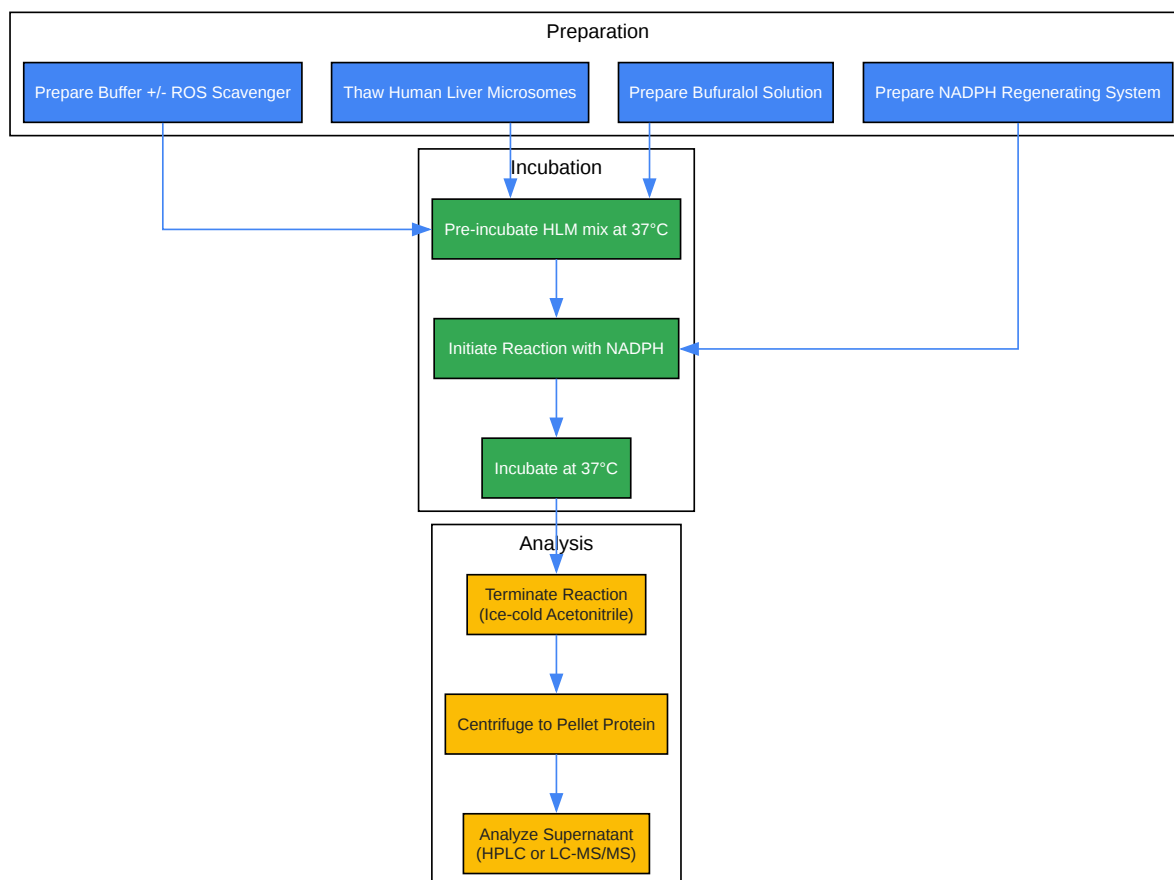 Preparation
Prepare Buffer +/- ROS Scavenger
Thaw Human Liver Microsomes
Prepare Bufuralol Solution
Prepare NADPH Regenerating System
Incubation
Pre-incubate HLM mix at 37°C
Initiate Reaction with NADPH
Incubate at 37°C
Analysis
Terminate Reaction
(Ice-cold Acetonitrile)
Centrifuge to Pellet Protein
Analyze Supernatant
(HPLC or LC-MS/MS)